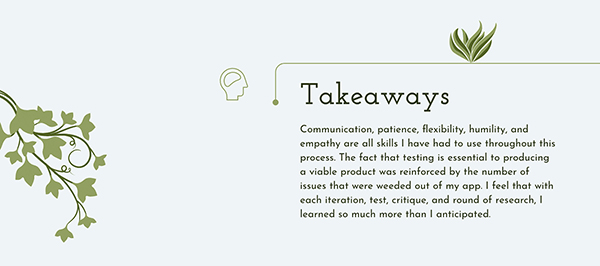 Takeaways
Communication, patience, flexibility, humility, and
empathy are all skills I have had to use throughout this
process. The fact that testing is essential to producing
a viable product was reinforced by the number of
issues that were weeded out of my app. I feel that with
each iteration, test, critique, and round of research, I
learned so much more than I anticipated.